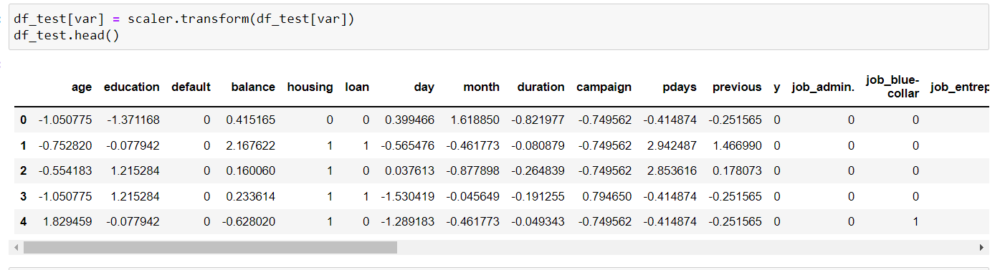 df_test[var] = scaler.transform(df_test[var])
df_test.head()
age education default balance housing loan day month duration campaign pdays previous y job_admin. job_blue-collar job_entrep
0 -1.050775 -1.371168 0 0.415165 0 0 0.399466 1.618850 -0.821977 -0.749562 -0.414874 -0.251565 0 0 0
1 -0.752820 -0.077942 0 2.167622 1 1 -0.565476 -0.461773 -0.080879 -0.749562 2.942487 1.466990 0 0 0
2 -0.554183 1.215284 0 0.160060 1 0 0.037613 -0.877898 -0.264839 -0.749562 2.853616 0.178073 0 0 0
3 -1.050775 1.215284 0 0.233614 1 1 -1.530419 -0.045649 -0.191255 0.794650 -0.414874 -0.251565 0 0 0
4 1.829459 -0.077942 0 -0.628020 1 0 -1.289183 -0.461773 -0.049343 -0.749562 -0.414874 -0.251565 0 0 1